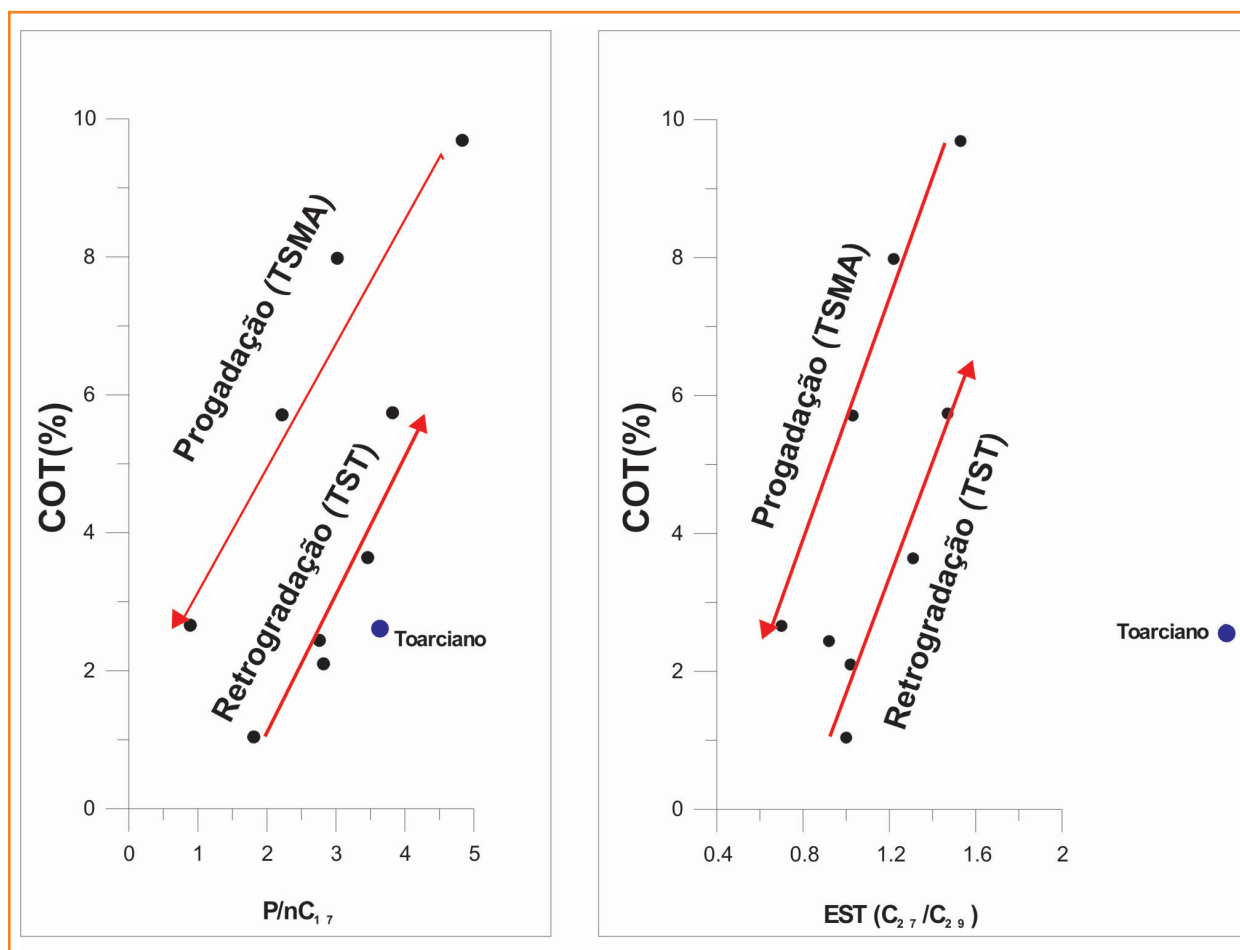 10
8
6
4
2
0
COT(%)
Progadação (TSMA)
Retrogradação (TST)
Toarciano
0 1 2 3 4 5
P/nC₁₇
10
8
6
4
2
0
COT(%)
Progadação (TSMA)
Retrogradação (TST)
Toarciano
0.4 0.8 1.2 1.6 2
EST (C₂₇/C₂₉)